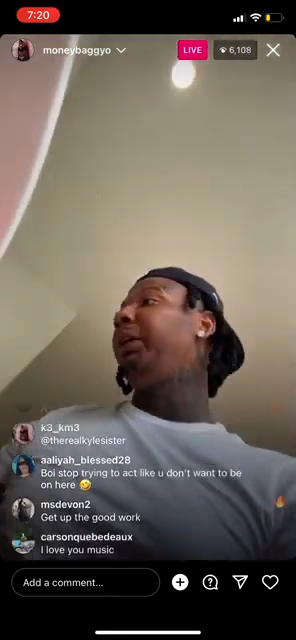 7:20
moneybaggyo
LIVE
6,108
k3_km3
@therealkylesister
aaliyah_blessed28
Boi stop trying to act like u don't want to be
on here 🤣
msdevon2
Get up the good work
carsonquebedeaux
I love you music
Add a comment...